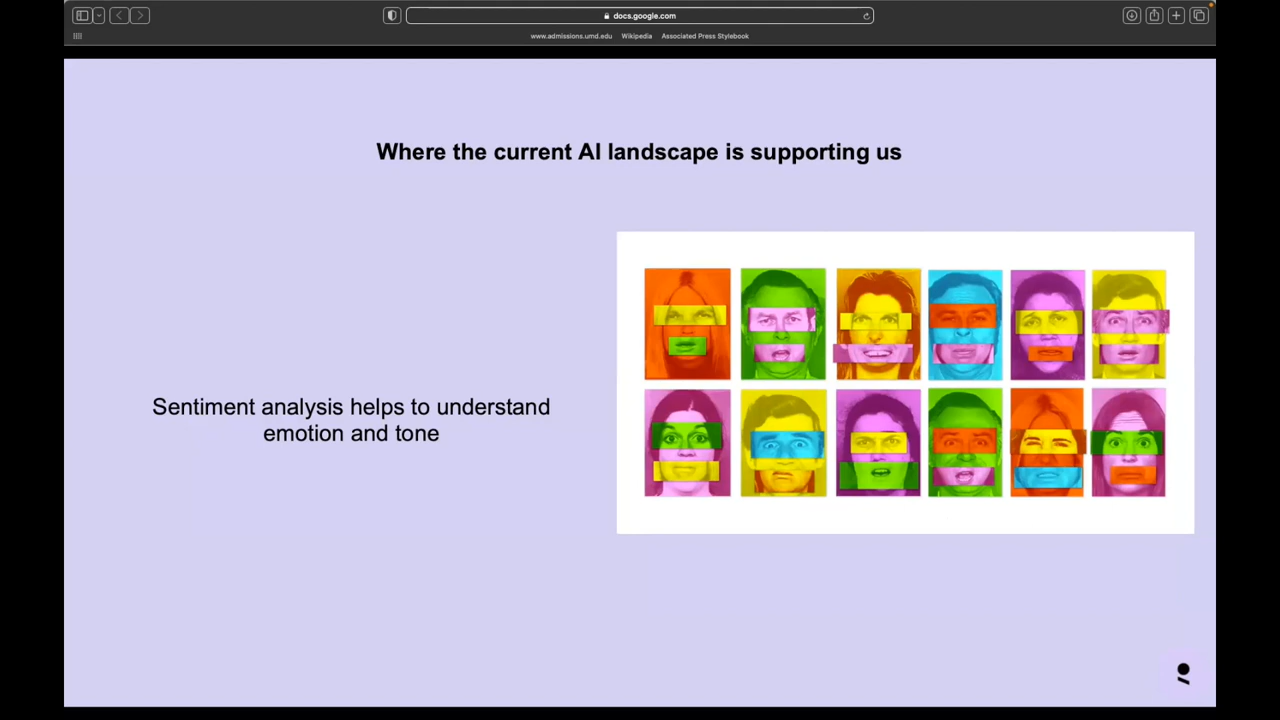 docs.google.com
www.admissions.umd.edu Wikipedia Associated Press Stylebook
Where the current AI landscape is supporting us
Sentiment analysis helps to understand
emotion and tone